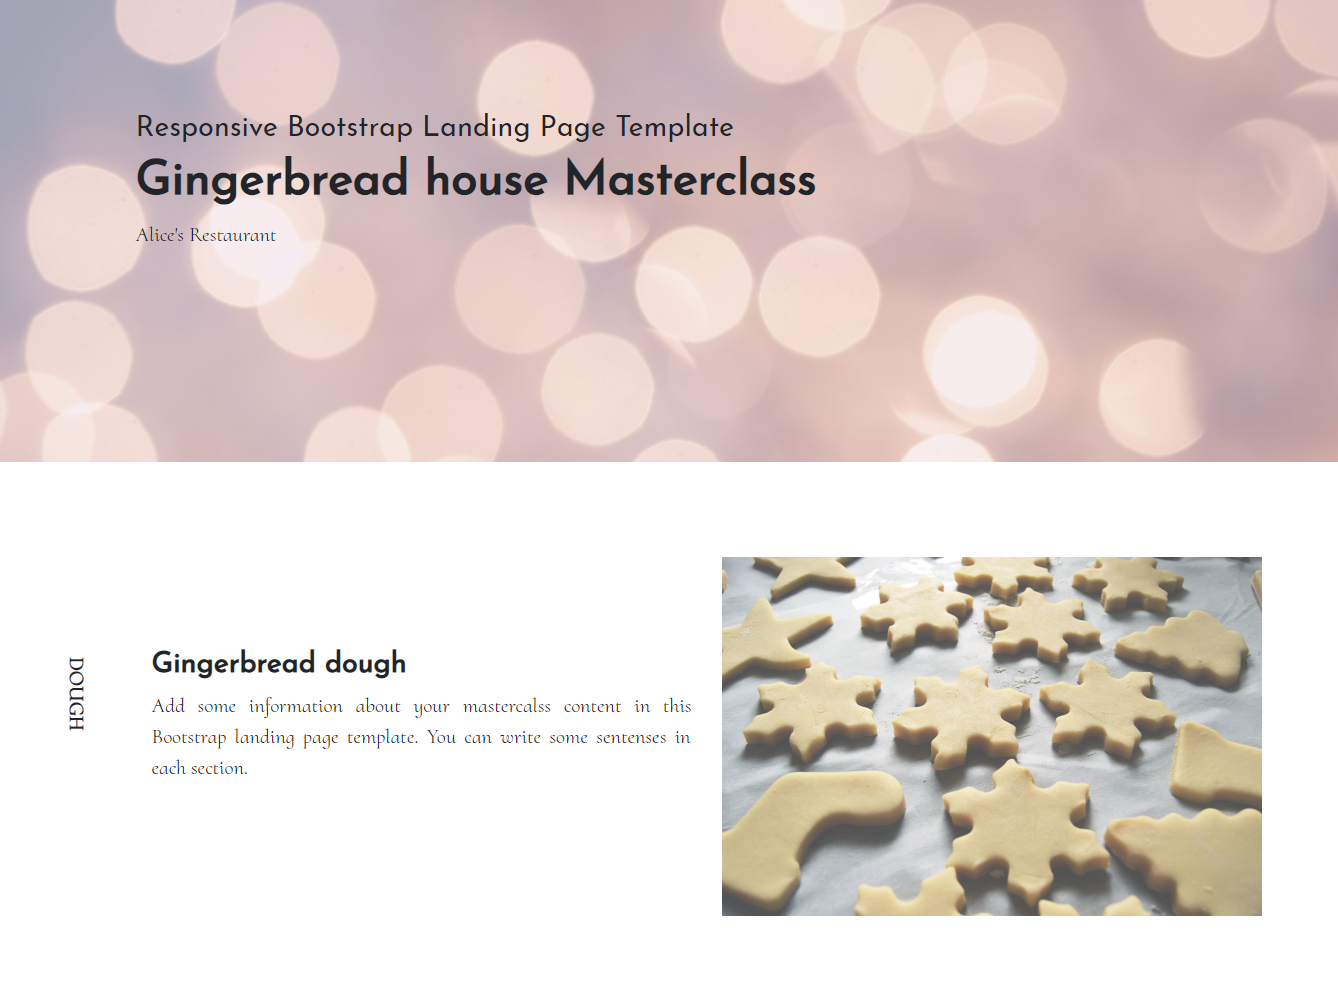 Responsive Bootstrap Landing Page Template
Gingerbread house Masterclass
Alice's Restaurant
DOUGH
Gingerbread dough
Add some information about your mastercalss content in this
Bootstrap landing page template. You can write some sentenses in
each section.